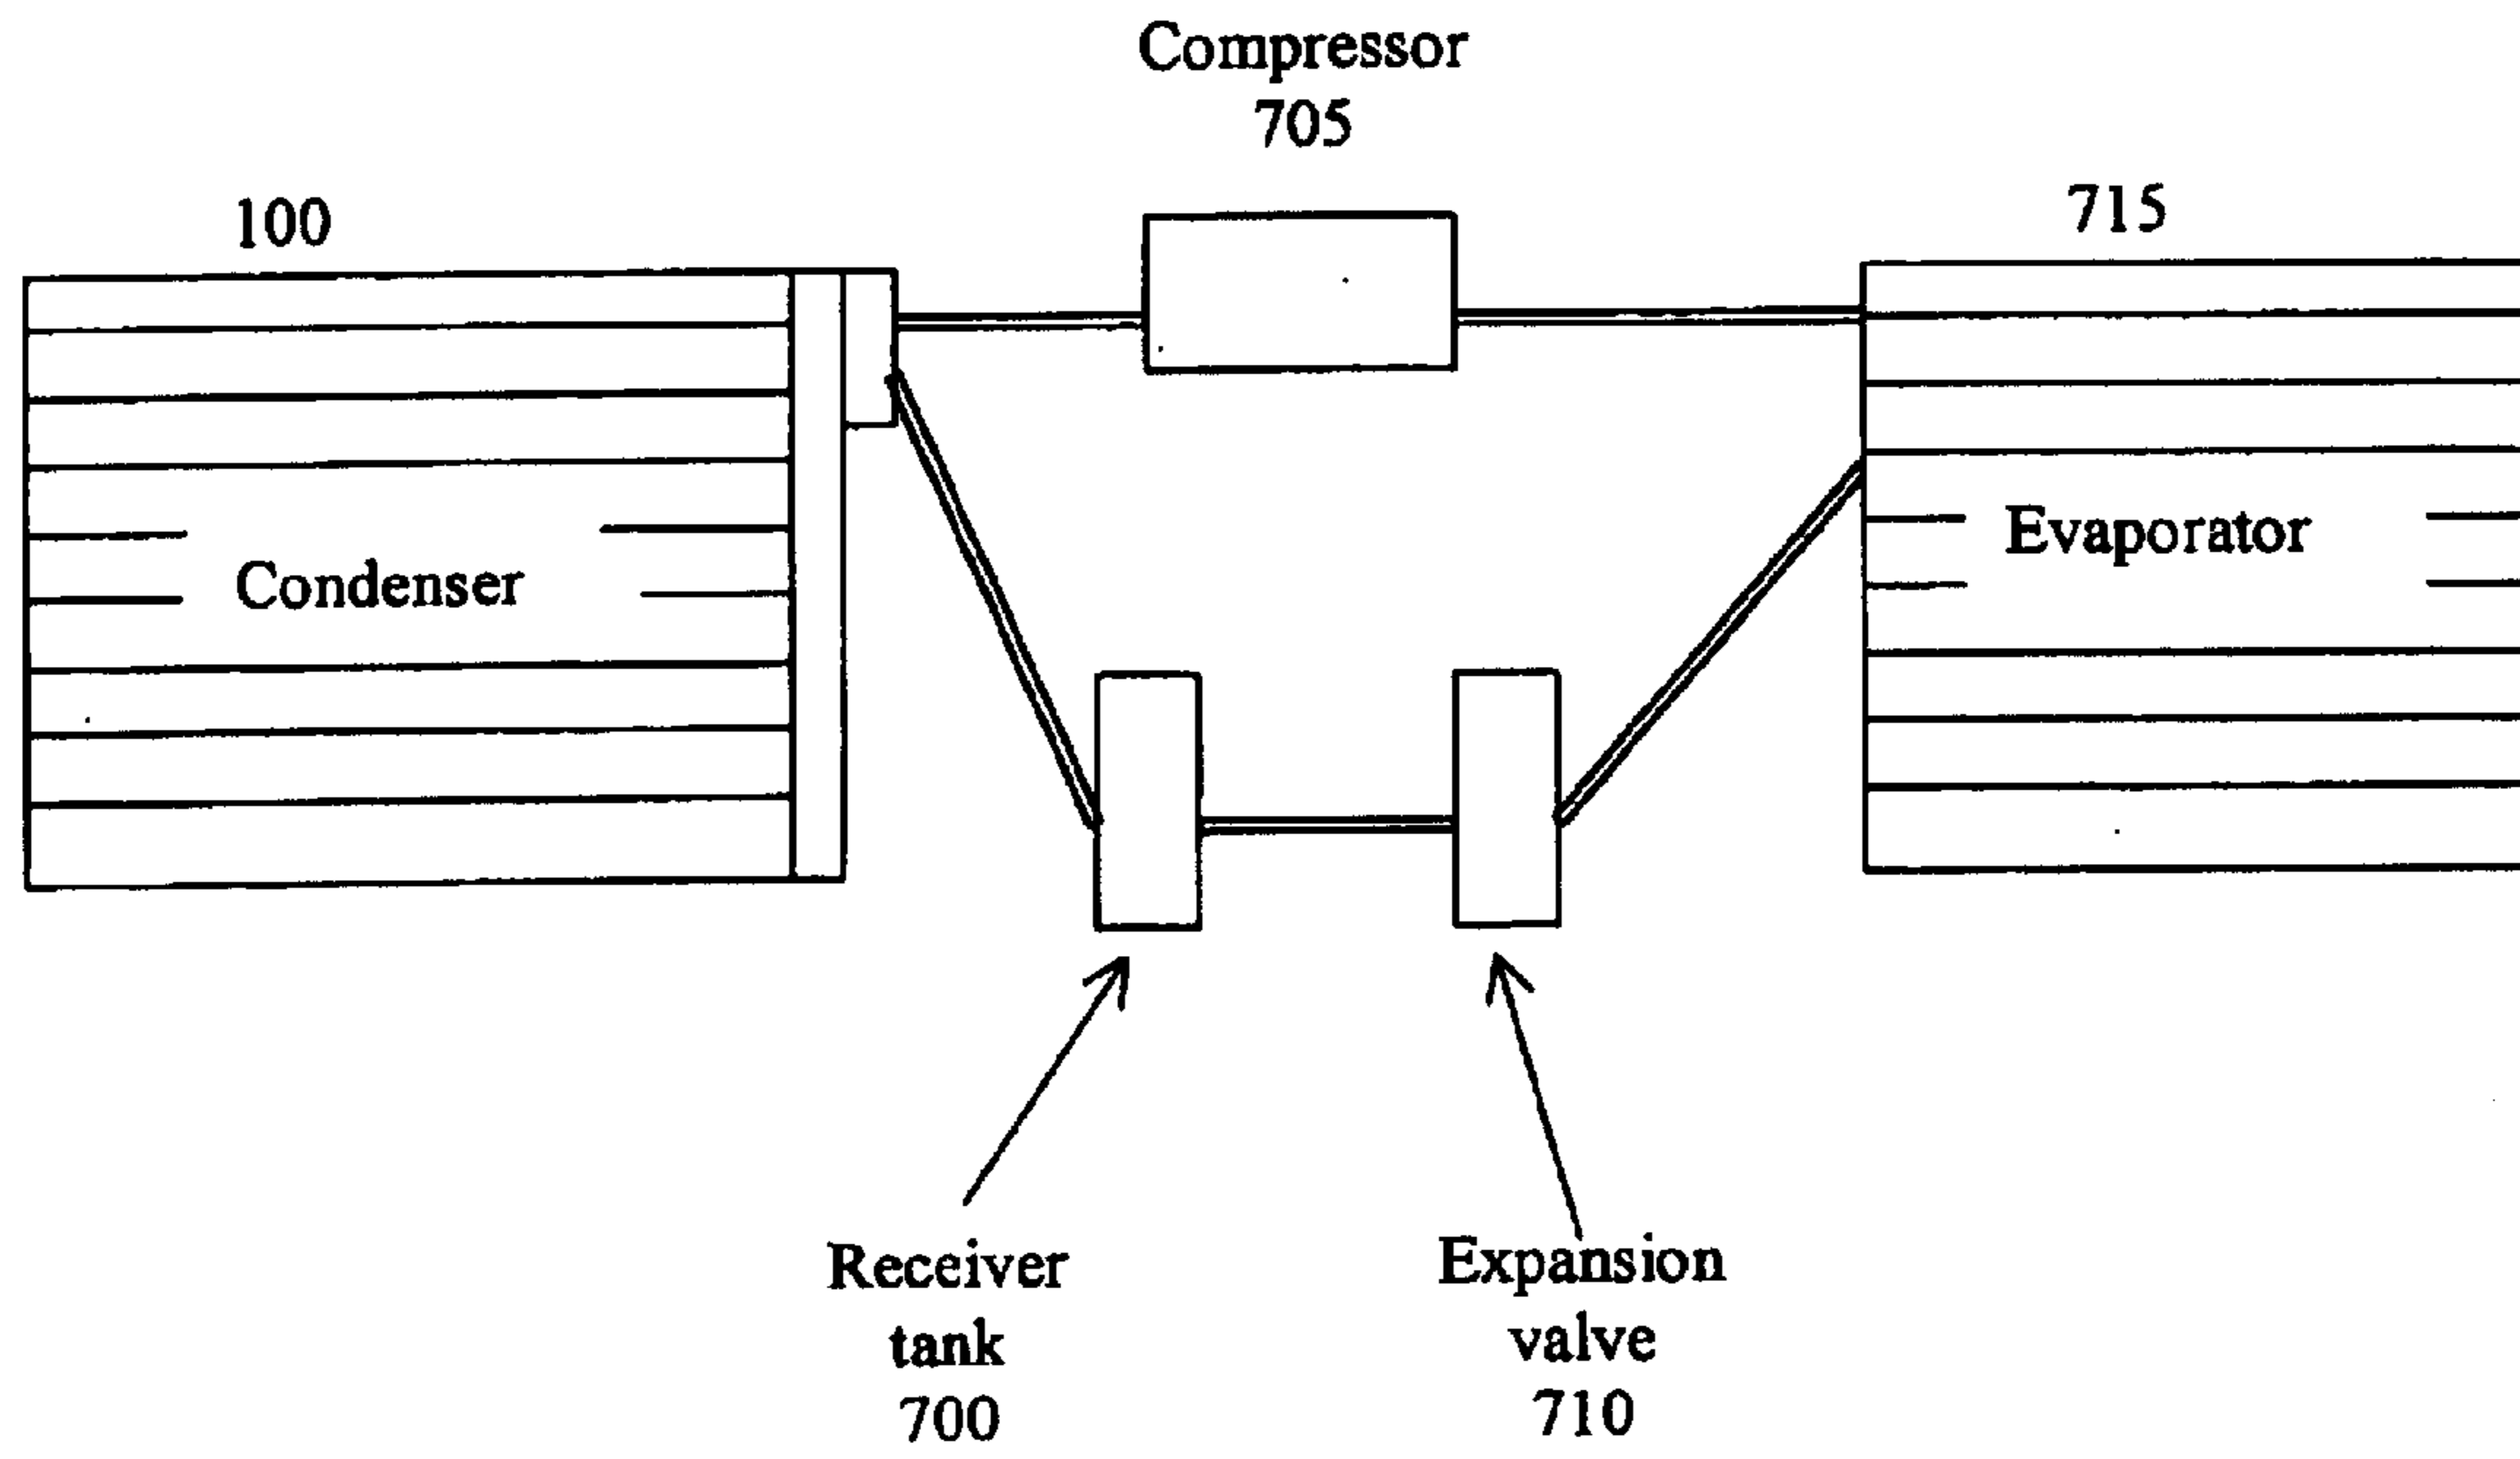 Compressor
705
100
715
Condenser
Evaporator
Receiver
tank
700
Expansion
valve
710